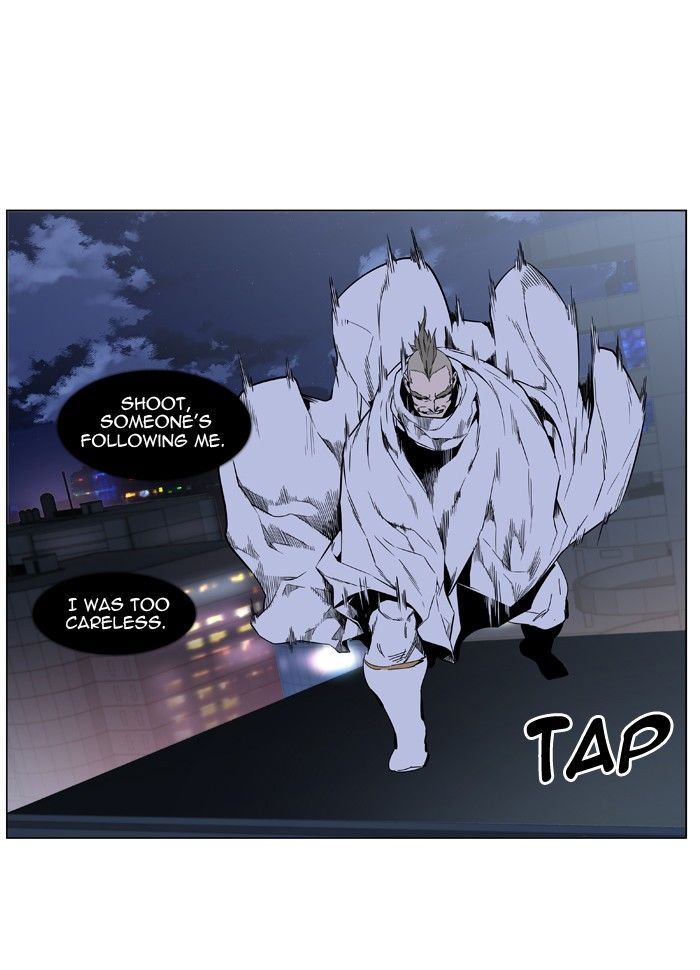 SHOOT,
SOMEONE'S
FOLLOWING ME.
I WAS TOO
CARELESS.
TAP